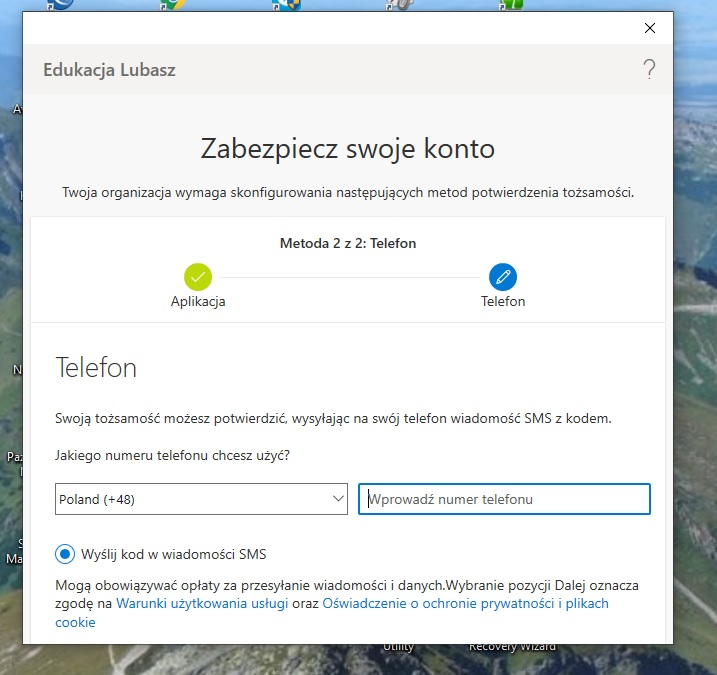 Edukacja Lubasz
?
Zabezpiecz swoje konto
Twoja organizacja wymaga skonfigurowania następujących metod potwierdzenia tożsamości.
Metoda 2 z 2: Telefon
Aplikacja
Telefon
Telefon
Swoją tożsamość możesz potwierdzić, wysyłając na swój telefon wiadomość SMS z kodem.
Jakiego numeru telefonu chcesz użyć?
Poland (+48)
Wprowadź numer telefonu
Wyślij kod w wiadomości SMS
Mogą obowiązywać opłaty za przesyłanie wiadomości i danych.Wybranie pozycji Dalej oznacza
zgodę na Warunki użytkowania usługi oraz Oświadczenie o ochronie prywatności i plikach
cookie
Utility
Recovery Wizard